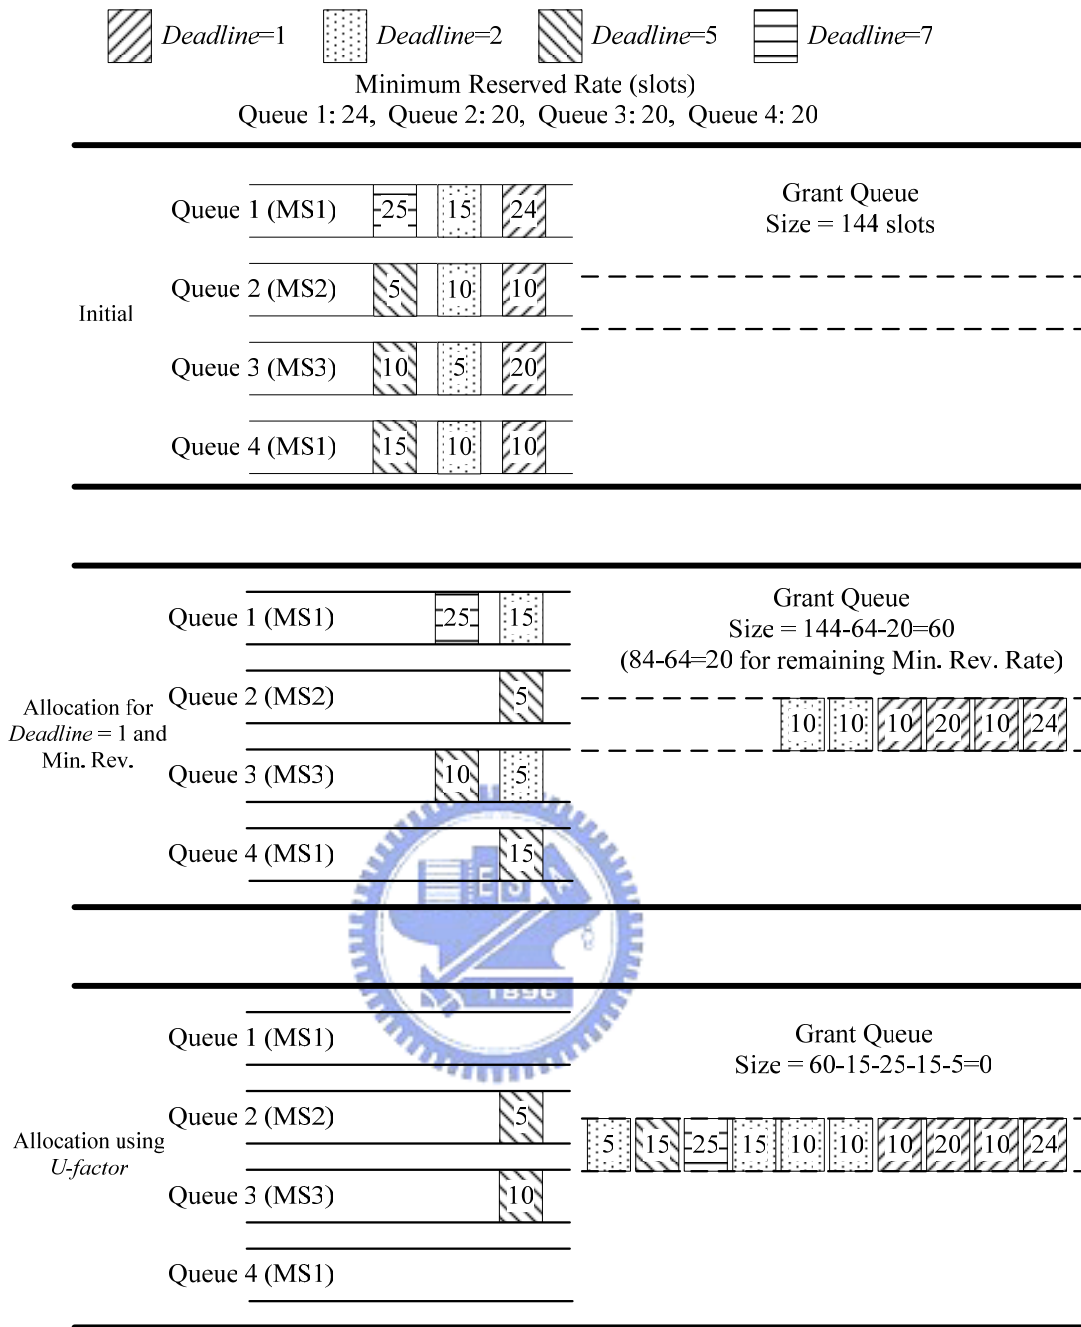 Deadline=1 Deadline=2 Deadline=5 Deadline=7
Minimum Reserved Rate (slots)
Queue 1: 24, Queue 2: 20, Queue 3: 20, Queue 4: 20
Initial
Queue 1 (MS1) 25 15 24
Queue 2 (MS2) 5 10 10
Queue 3 (MS3) 10 5 20
Queue 4 (MS1) 15 10 10
Grant Queue
Size = 144 slots
Allocation for
Deadline = 1 and
Min. Rev.
Queue 1 (MS1) 25 15
Queue 2 (MS2) 5
Queue 3 (MS3) 10 5
Queue 4 (MS1) 15
Grant Queue
Size = 144-64-20=60
(84-64=20 for remaining Min. Rev. Rate)
10 10 10 20 10 24
Allocation using
U-factor
Queue 1 (MS1)
Queue 2 (MS2) 5
Queue 3 (MS3) 10
Queue 4 (MS1)
Grant Queue
Size = 60-15-25-15-5=0
5 15 25 15 10 10 10 20 10 24
E S
1896